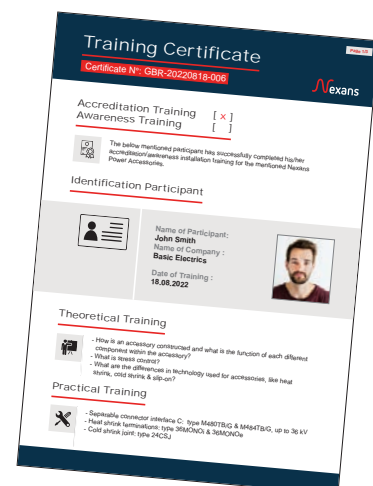 Page 1/2
Training Certificate
Certificate N°: GBR-20220818-006
Nexans
Accreditation Training [ x ]
Awareness Training [ ]
The below mentioned participant has successfully completed his/her
accreditation/awareness installation training for the mentioned Nexans
Power Accessories.
Identification Participant
Name of Participant:
John Smith
Name of Company :
Basic Electrics
Date of Training :
18.08.2022
Theoretical Training
- How is an accessory constructed and what is the function of each different
component within the accessory?
- What is stress control?
- What are the differences in technology used for accessories, like heat
shrink, cold shrink & slip-on?
Practical Training
- Separable connector interface C: type M480TB/G & M484TB/G, up to 36 kV
- Heat shrink terminations: type 36MONOi & 36MONOe
- Cold shrink joint: type 24CSJ